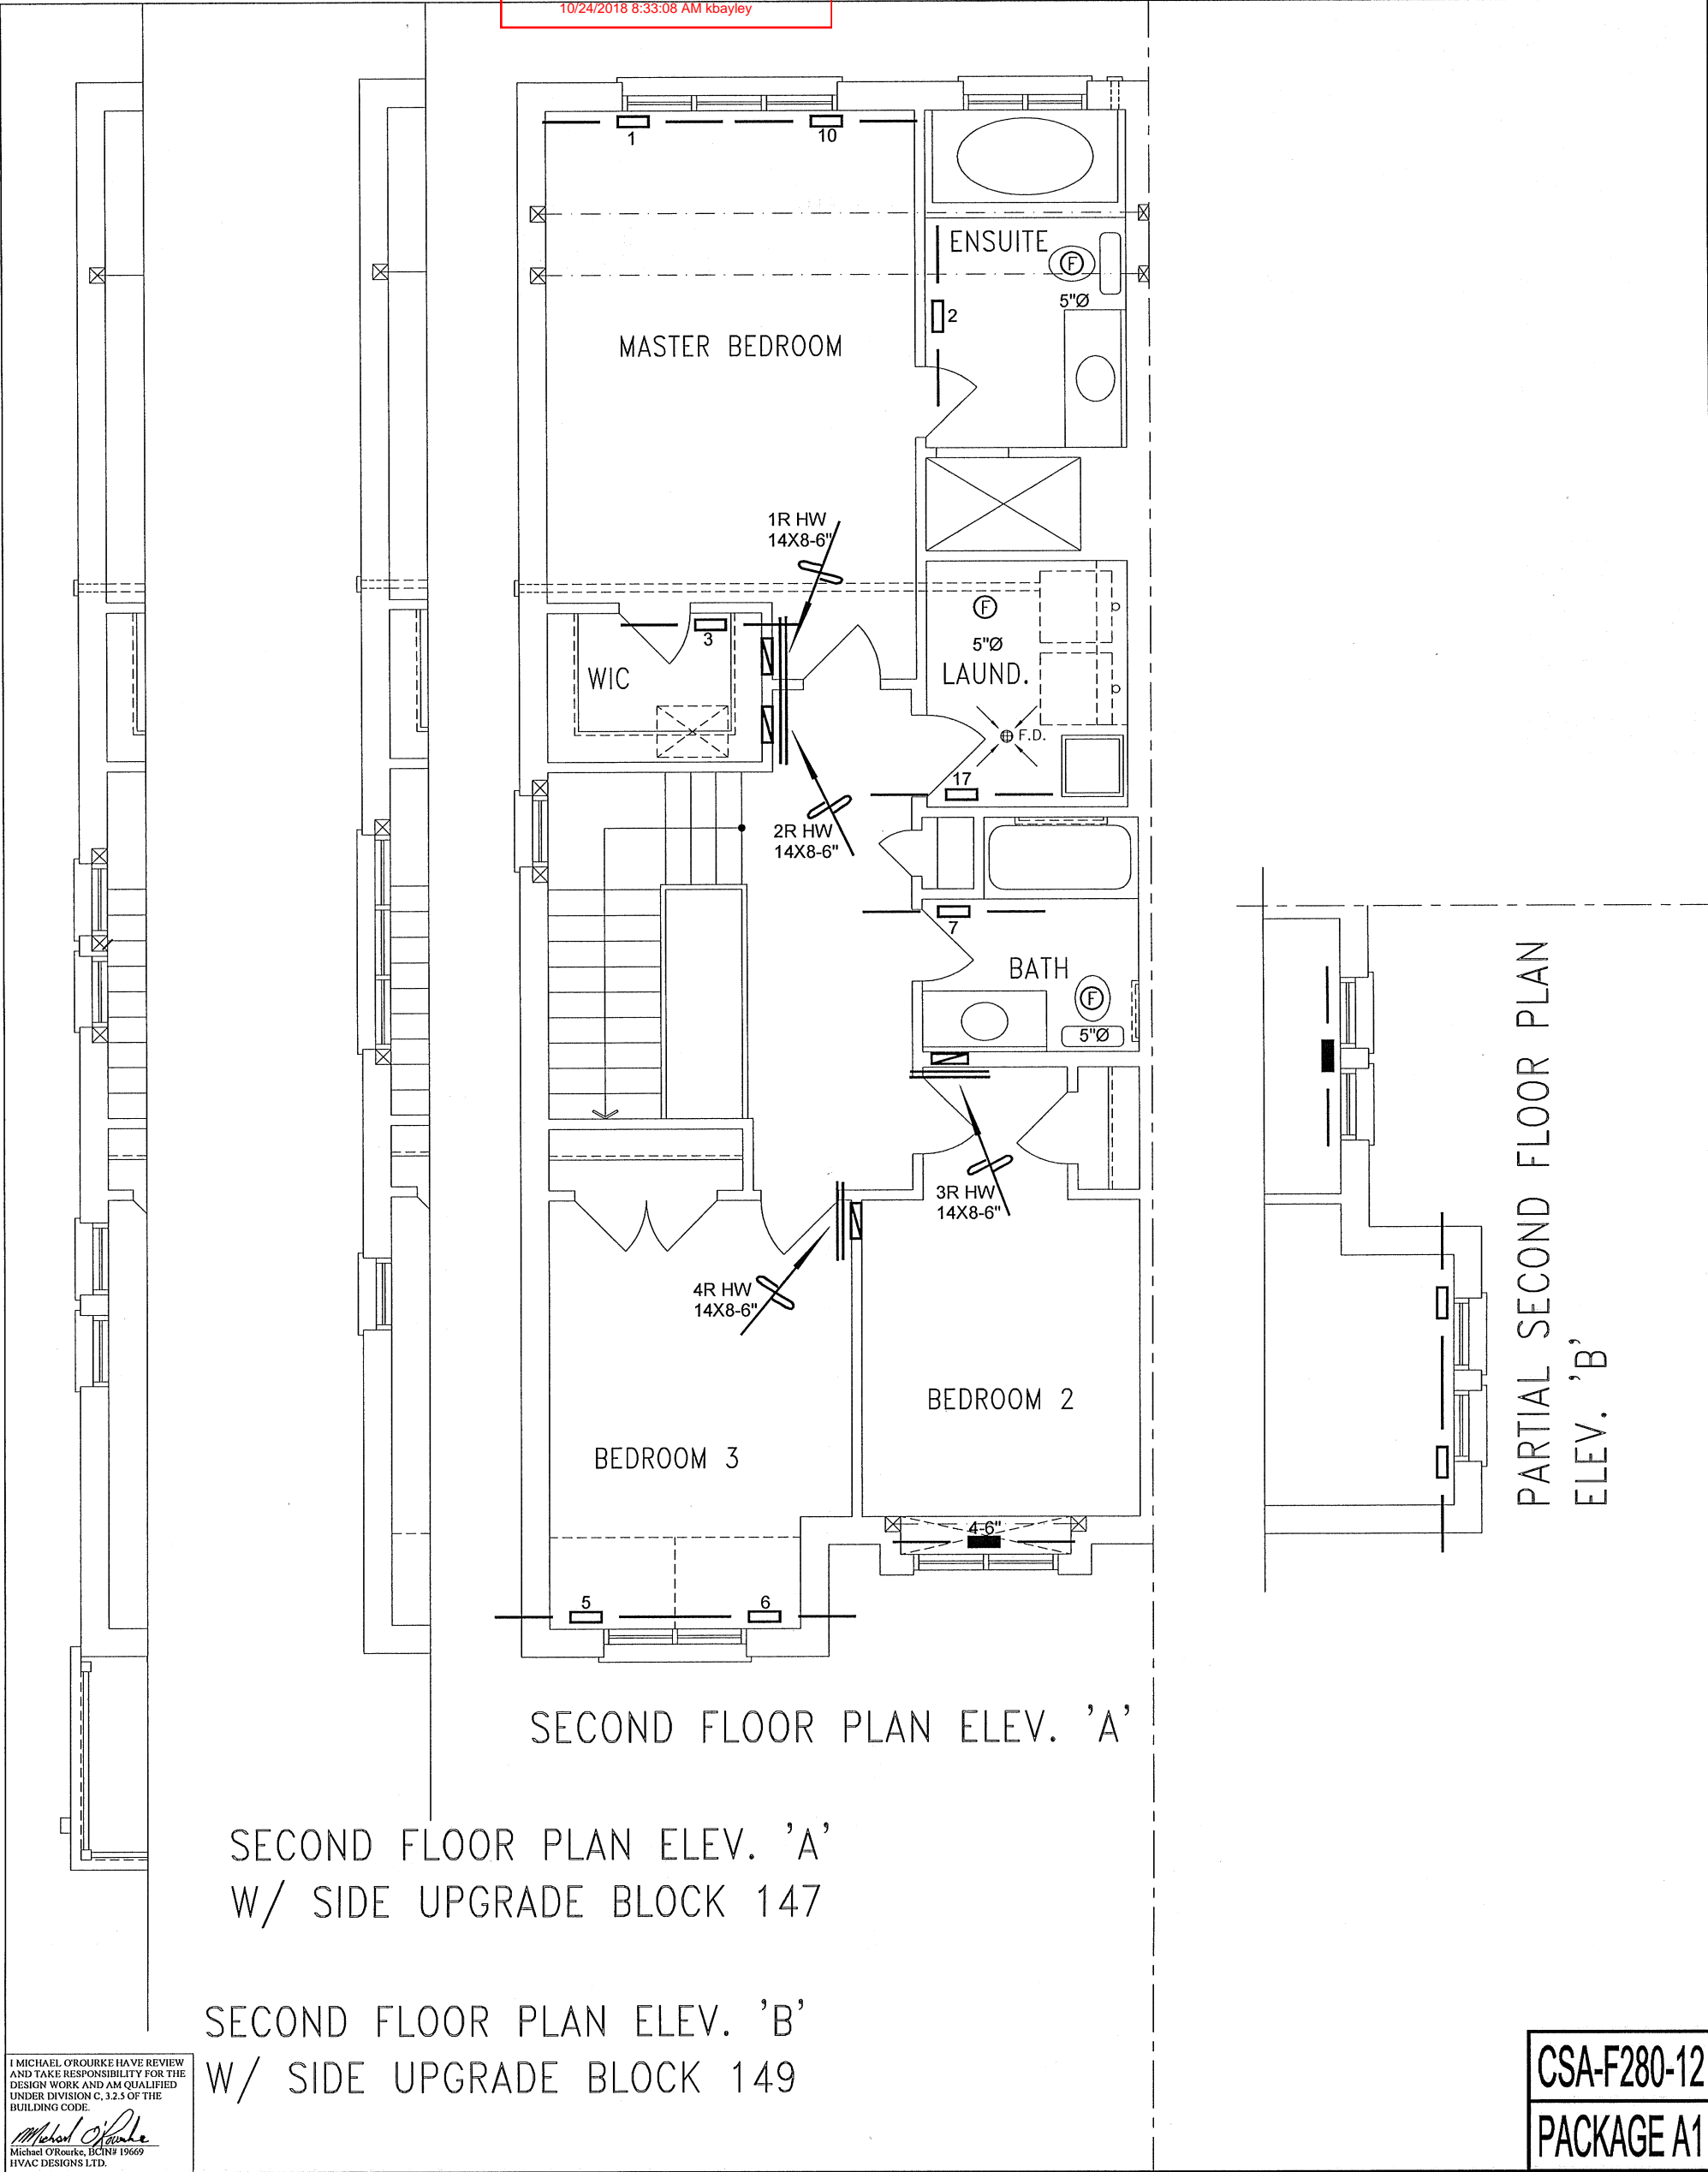 10/24/2018 8:33:08 AM kbayley
1
10
ENSUITE
F
5"Ø
2
MASTER BEDROOM
1R HW
14X8-6"
F
5"Ø
LAUND.
3
WIC
F.D.
17
2R HW
14X8-6"
7
BATH
F
5"Ø
3R HW
14X8-6"
4R HW
14X8-6"
BEDROOM 2
BEDROOM 3
4-6"
5
6
PARTIAL SECOND FLOOR PLAN
ELEV. 'B'
SECOND FLOOR PLAN ELEV. 'A'
SECOND FLOOR PLAN ELEV. 'A'
W/ SIDE UPGRADE BLOCK 147
SECOND FLOOR PLAN ELEV. 'B'
W/ SIDE UPGRADE BLOCK 149
I MICHAEL O'ROURKE HAVE REVIEW
AND TAKE RESPONSIBILITY FOR THE
DESIGN WORK AND AM QUALIFIED
UNDER DIVISION C, 3.2.5 OF THE
BUILDING CODE.
Michael O'Rourke
Michael O'Rourke, BCIN# 19669
HVAC DESIGNS LTD.
CSA-F280-12
PACKAGE A1